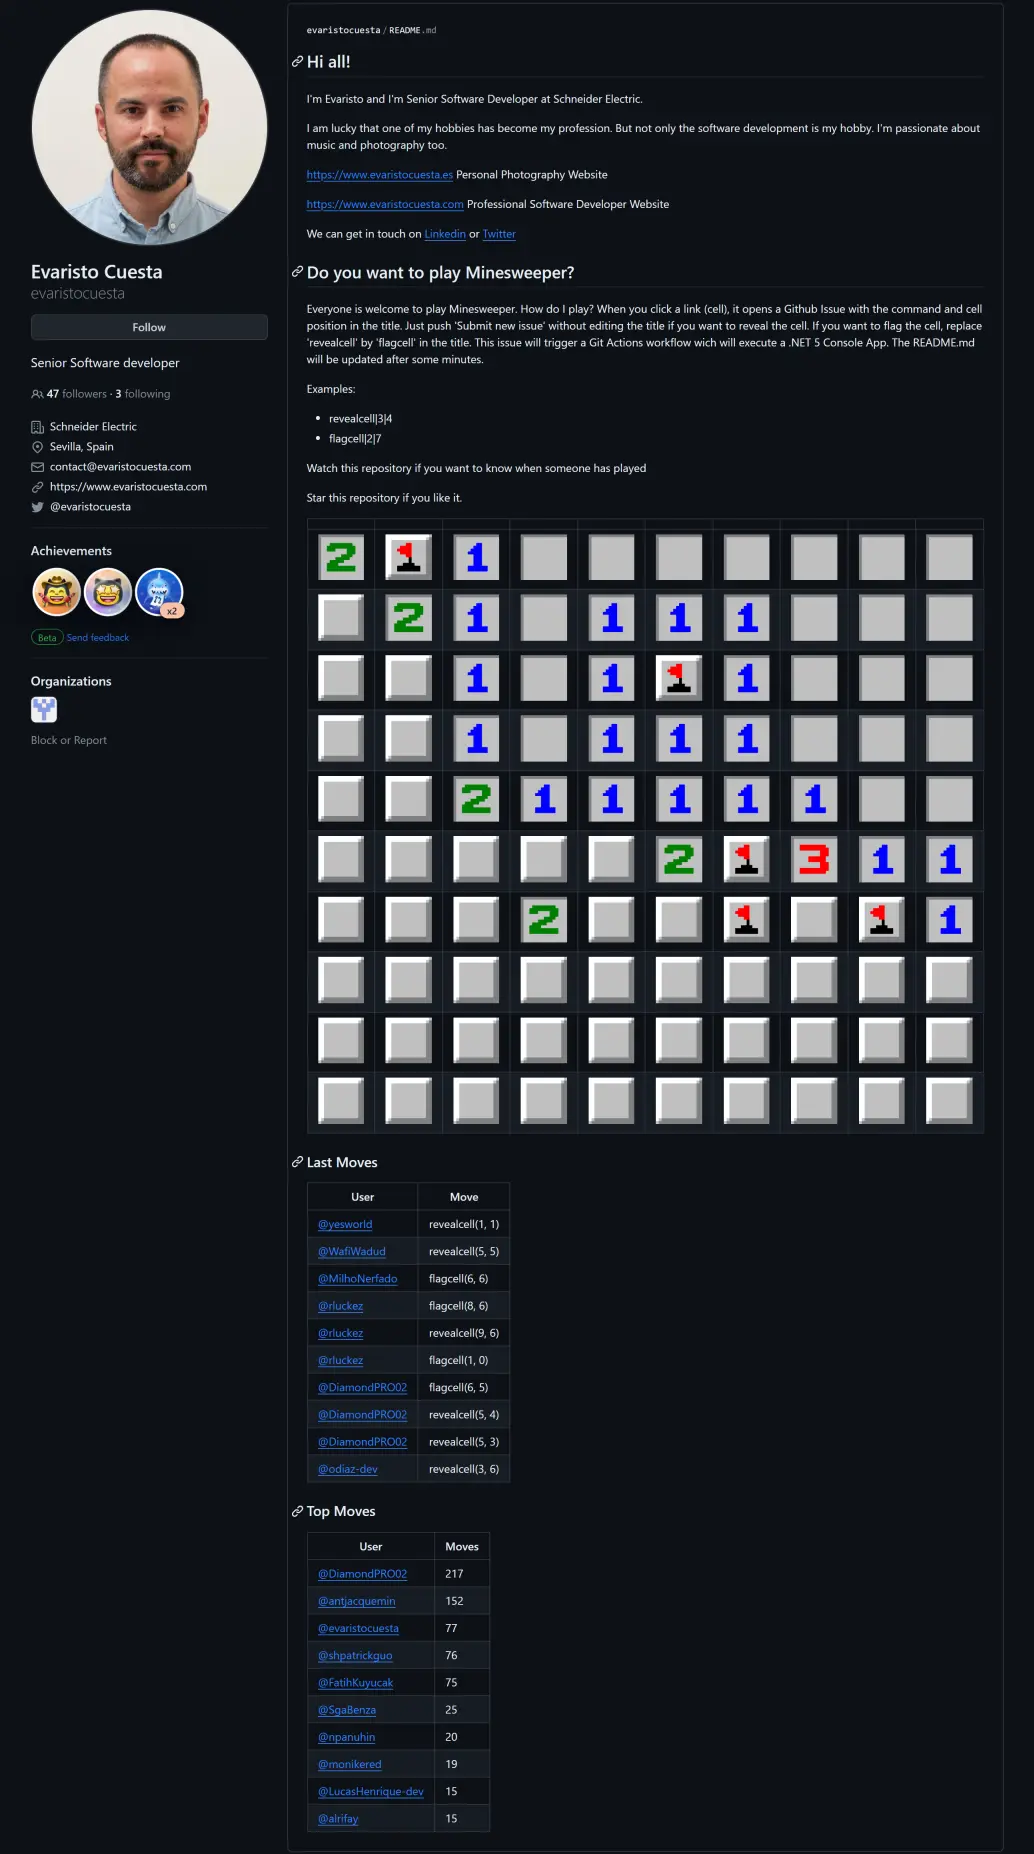 Evaristo Cuesta
evaristocuesta
Follow
Senior Software developer
47 followers · 3 following
Schneider Electric
Sevilla, Spain
contact@evaristocuesta.com
https://www.evaristocuesta.com
@evaristocuesta
Achievements
x2
Beta Send feedback
Organizations
Block or Report
evaristocuesta / README.md
Hi all!
I'm Evaristo and I'm Senior Software Developer at Schneider Electric.
I am lucky that one of my hobbies has become my profession. But not only the software development is my hobby. I'm passionate about
music and photography too.
https://www.evaristocuesta.es Personal Photography Website
https://www.evaristocuesta.com Professional Software Developer Website
We can get in touch on Linkedin or Twitter
Do you want to play Minesweeper?
Everyone is welcome to play Minesweeper. How do I play? When you click a link (cell), it opens a Github Issue with the command and cell
position in the title. Just push 'Submit new issue' without editing the title if you want to reveal the cell. If you want to flag the cell, replace
'revealcell' by 'flagcell' in the title. This issue will trigger a Git Actions workflow wich will execute a .NET 5 Console App. The README.md
will be updated after some minutes.
Examples:
• revealcell|3|4
• flagcell|2|7
Watch this repository if you want to know when someone has played
Star this repository if you like it.
2 1
2 1 1 1 1
1 1 1
1 1 1 1
2 1 1 1 1 1
2 3 1 1
2 1
Last Moves
User Move
@yesworld revealcell(1, 1)
@WafiWadud revealcell(5, 5)
@MilhoNerfado flagcell(6, 6)
@rluckez flagcell(8, 6)
@rluckez revealcell(9, 6)
@rluckez flagcell(1, 0)
@DiamondPRO02 flagcell(6, 5)
@DiamondPRO02 revealcell(5, 4)
@DiamondPRO02 revealcell(5, 3)
@odiaz-dev revealcell(3, 6)
Top Moves
User Moves
@DiamondPRO02 217
@antjacquemin 152
@evaristocuesta 77
@shpatrickguo 76
@FatihKuyucak 75
@SgaBenza 25
@npanuhin 20
@monikered 19
@LucasHenrique-dev 15
@alrifay 15